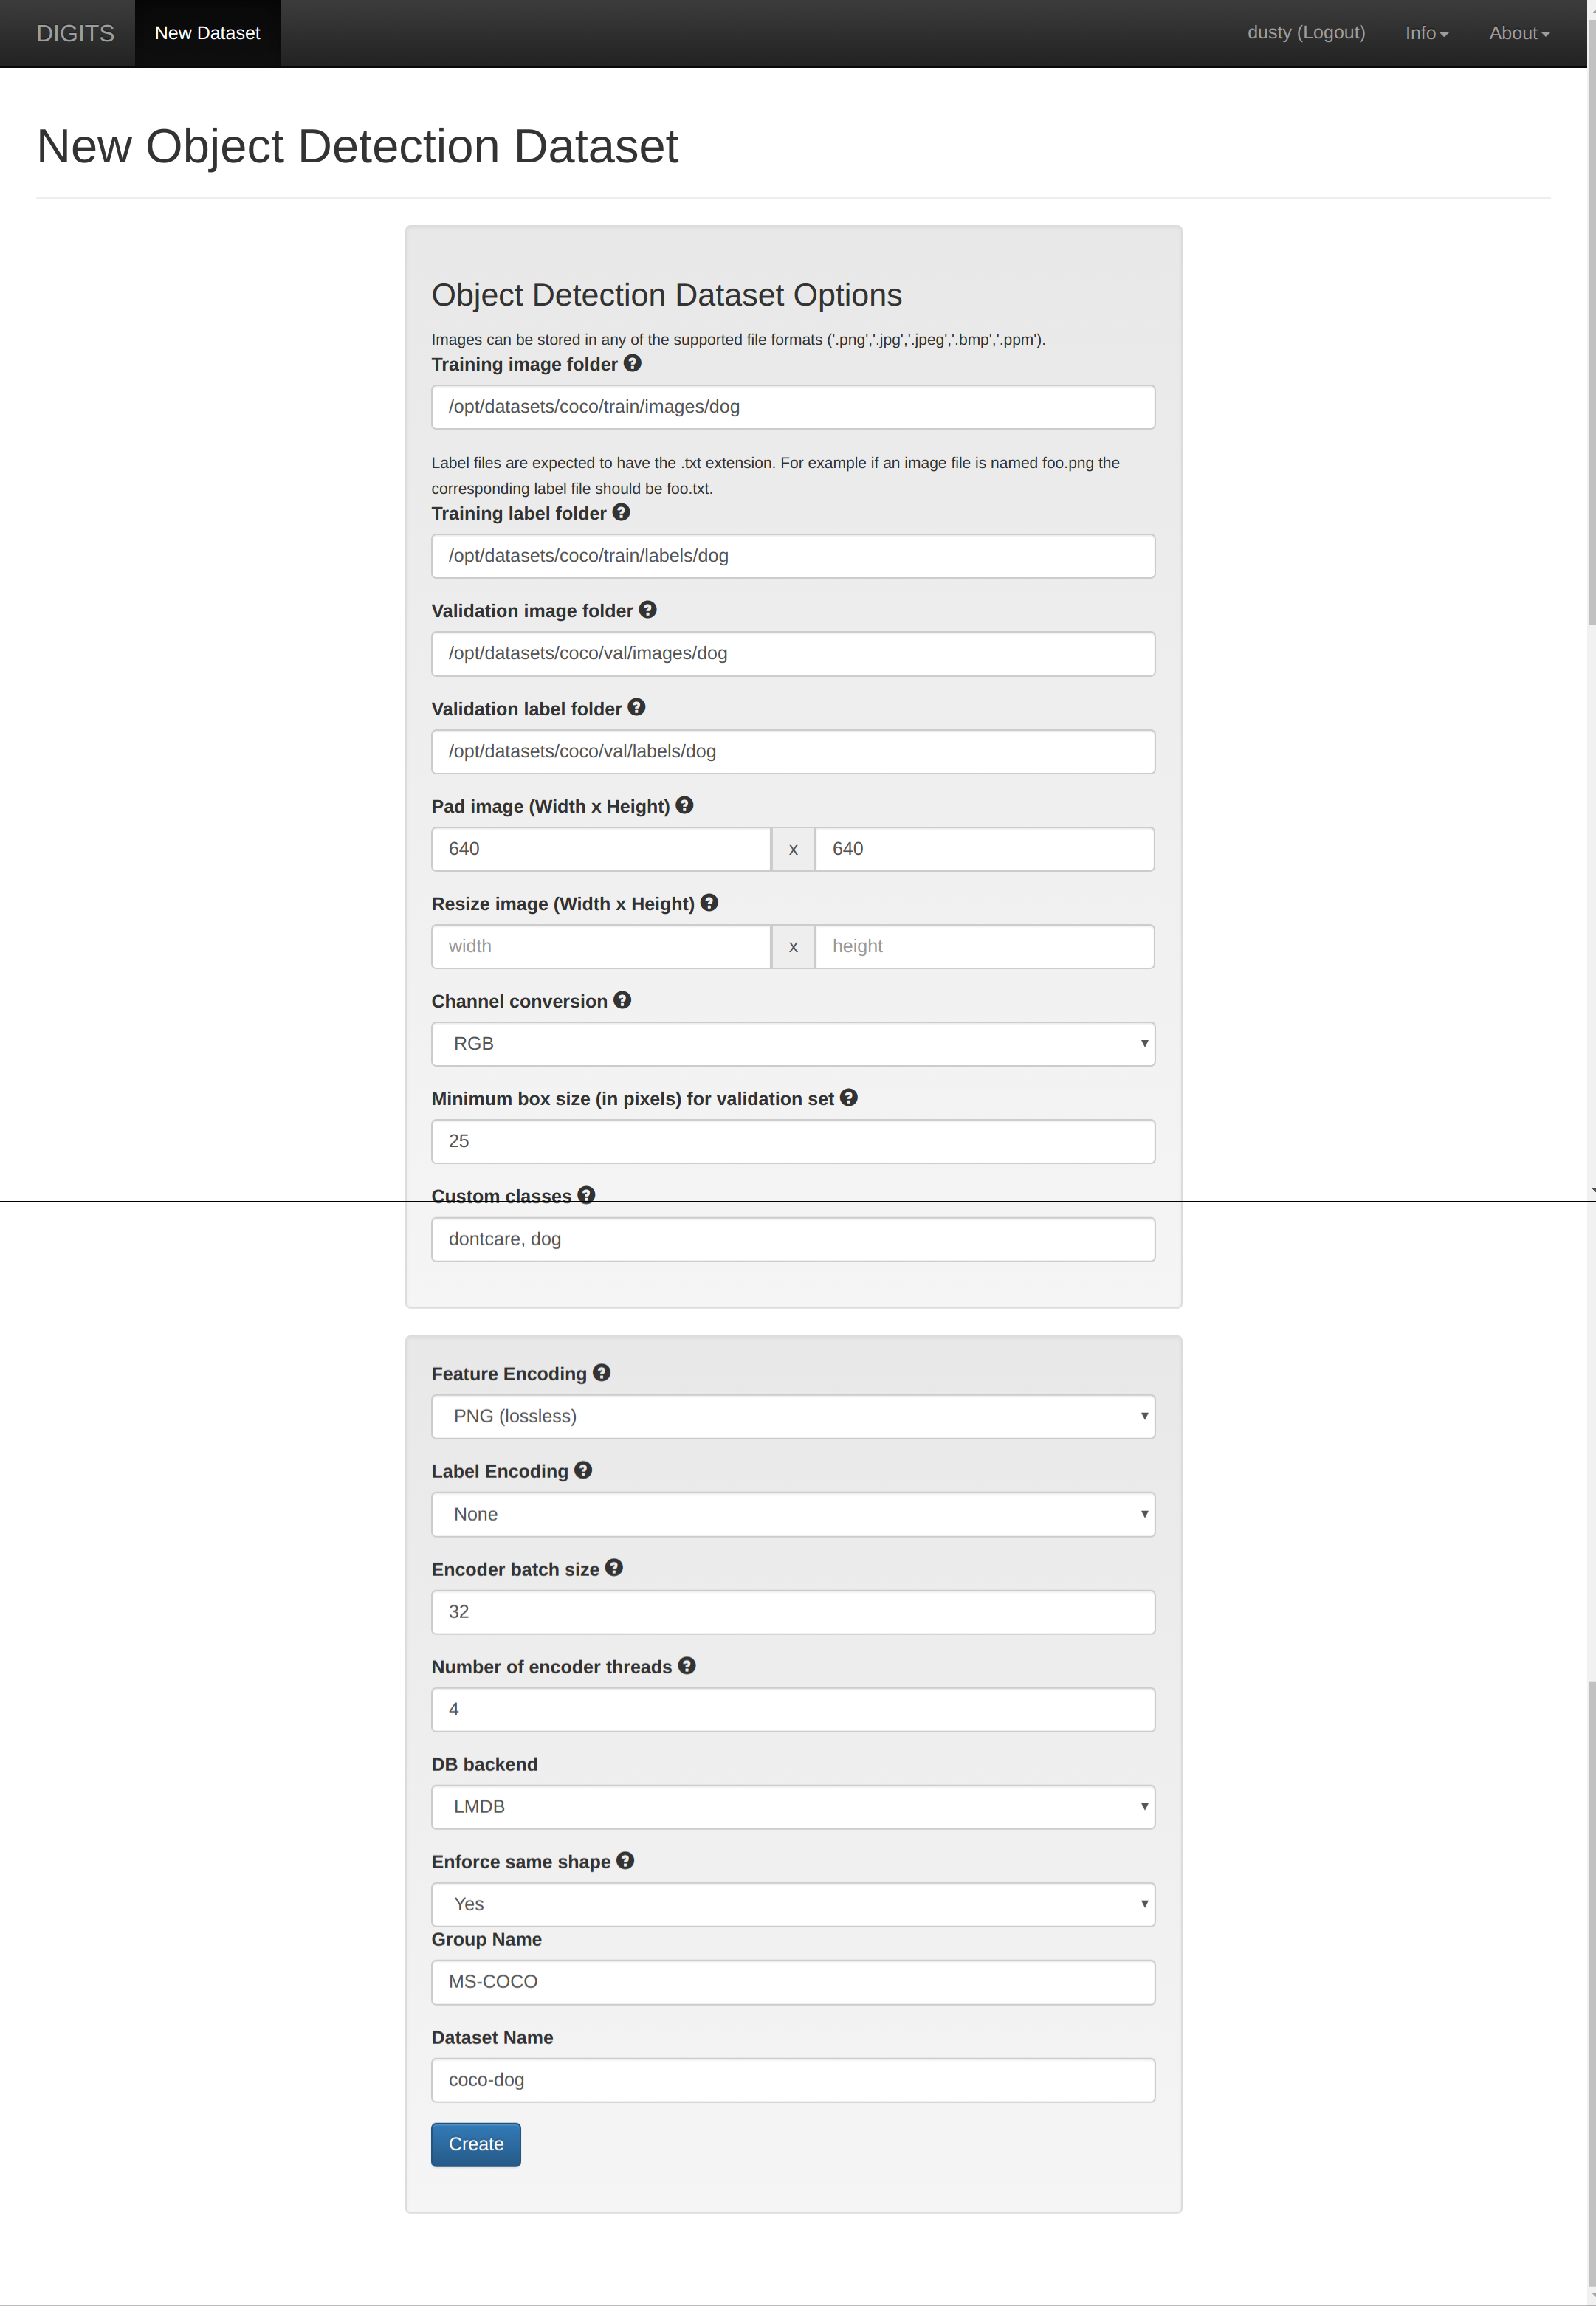 DIGITS New Dataset dusty (Logout) Info About
New Object Detection Dataset
Object Detection Dataset Options
Images can be stored in any of the supported file formats ('.png','.jpg','.jpeg','.bmp','.ppm').
Training image folder
/opt/datasets/coco/train/images/dog
Label files are expected to have the .txt extension. For example if an image file is named foo.png the
corresponding label file should be foo.txt.
Training label folder
/opt/datasets/coco/train/labels/dog
Validation image folder
/opt/datasets/coco/val/images/dog
Validation label folder
/opt/datasets/coco/val/labels/dog
Pad image (Width x Height)
640 x 640
Resize image (Width x Height)
width x height
Channel conversion
RGB
Minimum box size (in pixels) for validation set
25
Custom classes
dontcare, dog
Feature Encoding
PNG (lossless)
Label Encoding
None
Encoder batch size
32
Number of encoder threads
4
DB backend
LMDB
Enforce same shape
Yes
Group Name
MS-COCO
Dataset Name
coco-dog
Create